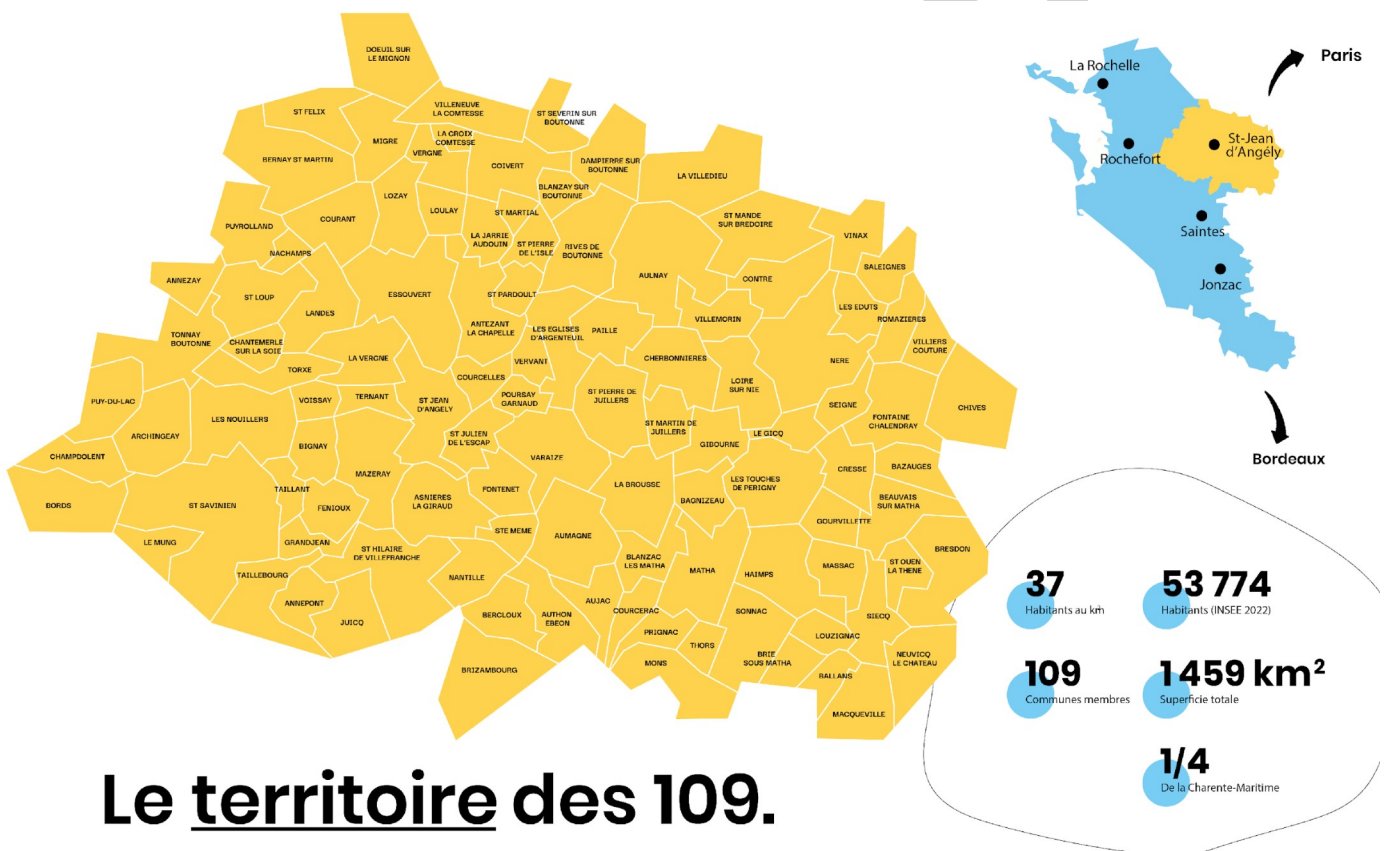 DOEUIL SUR
LE MIGNON
ST FELIX
VILLENEUVE
LA COMTESSE
ST SEVERIN SUR
BOUTONNE
MIGRE
LA CROIX
COMTESSE
VERGNE
BERNAY ST MARTIN
COIVERT
DAMPIERRE SUR
BOUTONNE
LA VILLEDIEU
BLANZAY SUR
BOUTONNE
LOZAY
LOULAY
ST MARTIAL
COURANT
PUYROLLAND
ST MANDE
SUR BREDOIRE
VINAX
LA JARRIE
AUDOUIN
ST PIERRE
DE L'ISLE
RIVES DE
BOUTONNE
NACHAMPS
SALEIGNES
AULNAY
CONTRE
ANNEZAY
ST LOUP
ESSOUVERT
ST PARDOULT
LANDES
LES EDUTS
ROMAZIERES
VILLEMORIN
TONNAY
BOUTONNE
CHANTEMERLE
SUR LA SOIE
ANTEZANT
LA CHAPELLE
LES EGLISES
D'ARGENTEUIL
PAILLE
VILLIERS
COUTURE
LA VERGNE
TORXE
VERVANT
CHERBONNIERES
NERE
COURCELLES
LOIRE
SUR NIE
PUY-DU-LAC
VOISSAY
TERNANT
ST JEAN
D'ANGELY
POURSAY
GARNAUD
ST PIERRE DE
JUILLERS
SEIGNE
CHIVES
LES NOUILLERS
FONTAINE
CHALENDRAY
ARCHINGEAY
ST JULIEN
DE L'ESCAP
ST MARTIN DE
JUILLERS
LE GICQ
GIBOURNE
BIGNAY
CHAMPDOLENT
VARAIZE
MAZERAY
CRESSE
BAZAUGES
LA BROUSSE
LES TOUCHES
DE PERIGNY
TAILLANT
FONTENET
BAGNIZEAU
ASNIERES
LA GIRAUD
BEAUVAIS
SUR MATHA
BORDS
ST SAVINIEN
FENIOUX
GOURVILLETTE
STE MEME
AUMAGNE
LE MUNG
GRANDJEAN
ST HILAIRE
DE VILLEFRANCHE
BRESDON
BLANZAC
LES MATHA
MASSAC
ST OUEN
LA THENE
MATHA
HAIMPS
TAILLEBOURG
NANTILLE
ANNEPONT
AUJAC
COURCERAC
SONNAC
BERCLOUX
AUTHON
EBEON
SIECQ
JUICQ
PRIGNAC
LOUZIGNAC
THORS
BRIE
SOUS MATHA
NEUVICQ
LE CHATEAU
MONS
BRIZAMBOURG
BALLANS
MACQUEVILLE
Le territoire des 109.
Paris
La Rochelle
St-Jean
d'Angély
Rochefort
Saintes
Jonzac
Bordeaux
37
Habitants au km²
53 774
Habitants (INSEE 2022)
109
Communes membres
1 459 km²
Superficie totale
1/4
De la Charente-Maritime